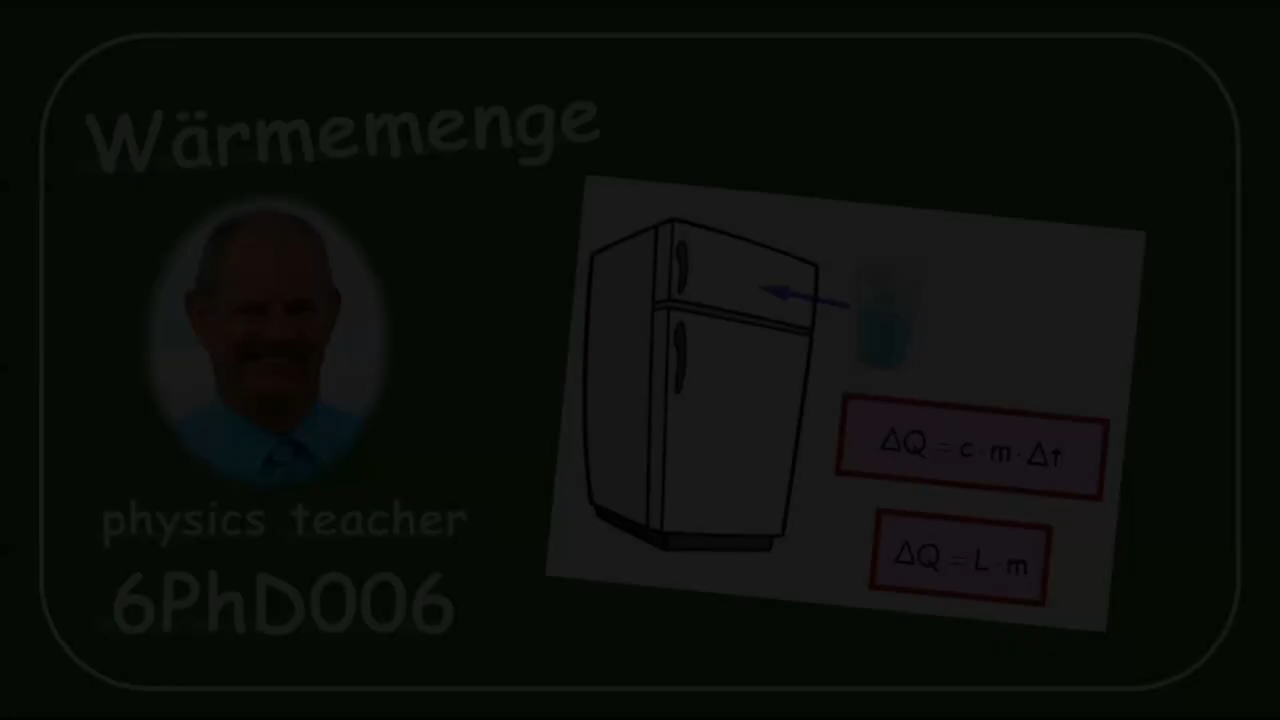 Wärmemenge
physics teacher
6PhD006
ΔQ = c · m · Δt
ΔQ = L · m